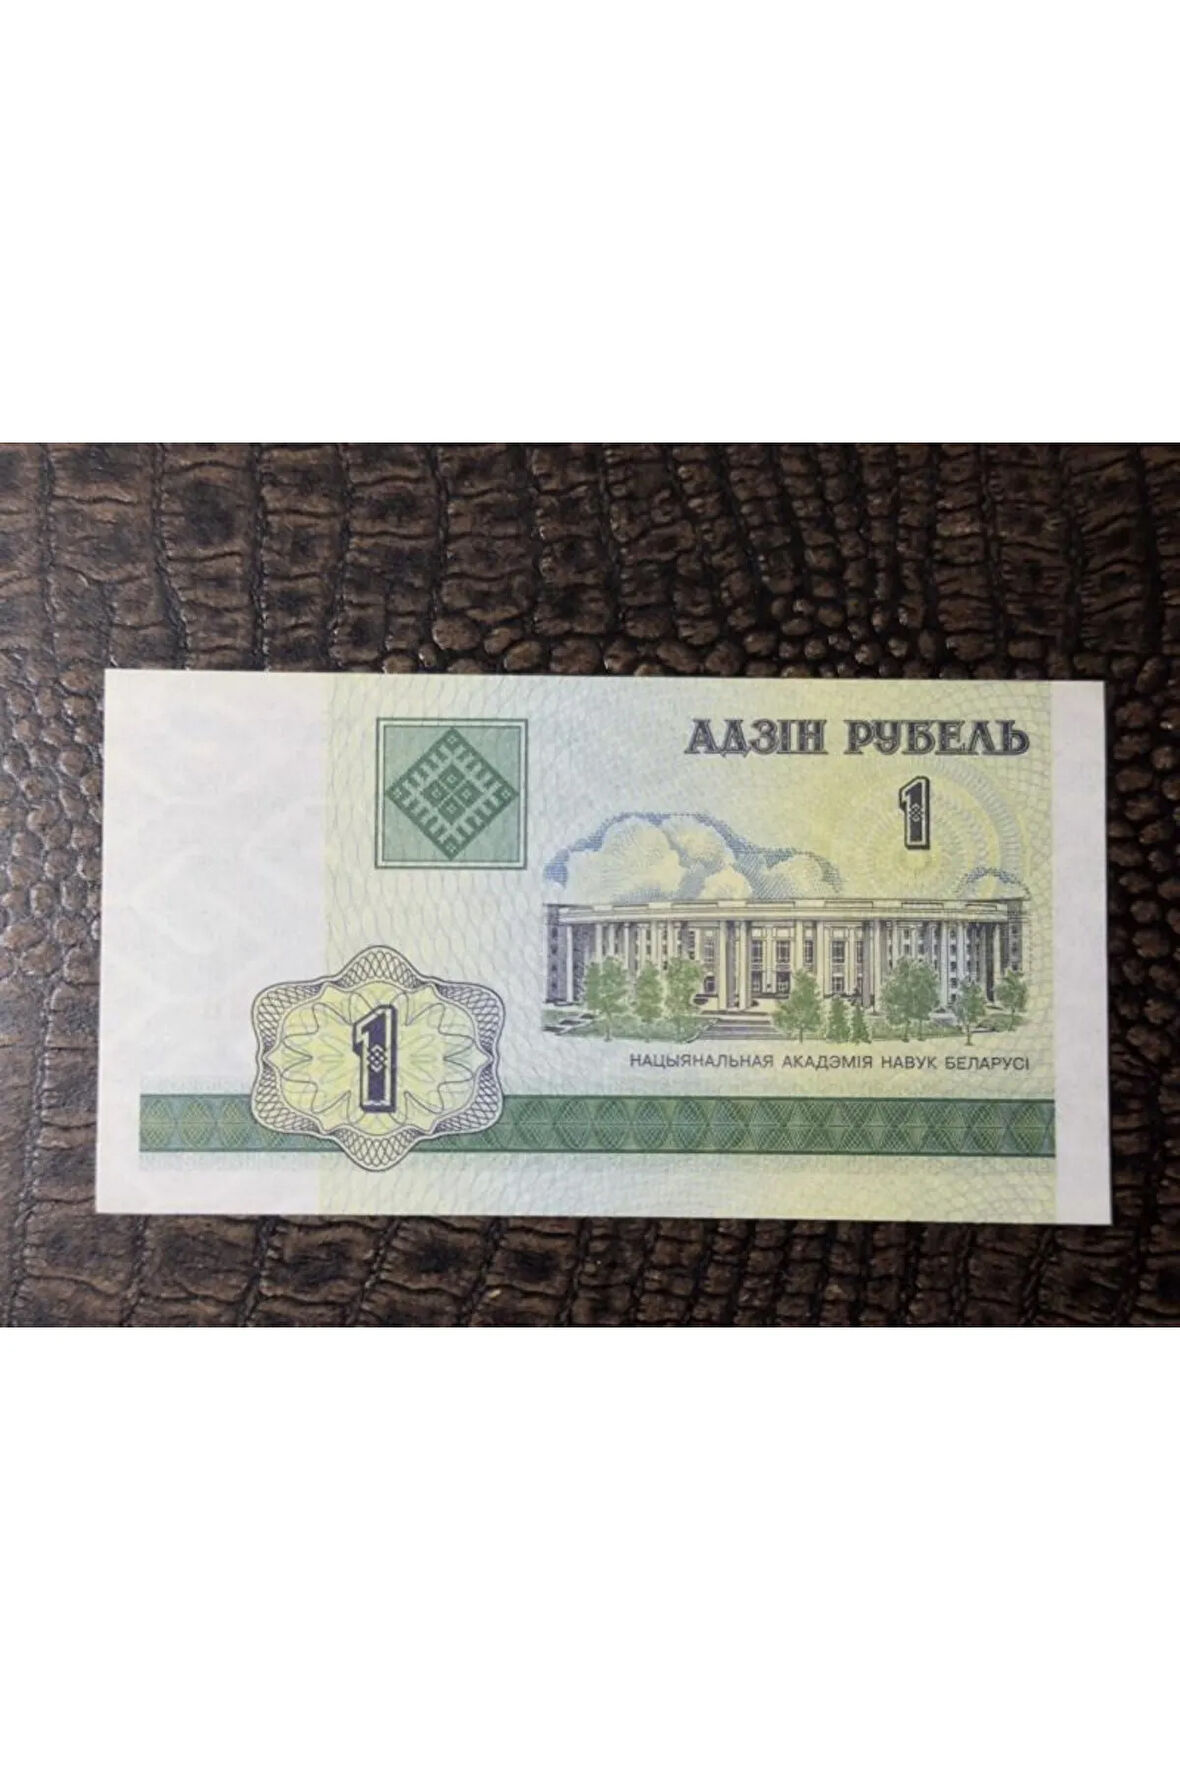 АДЗІН РУБЕЛЬ
1
НАЦЫЯНАЛЬНАЯ АКАДЭМІЯ НАВУК БЕЛАРУСІ
1